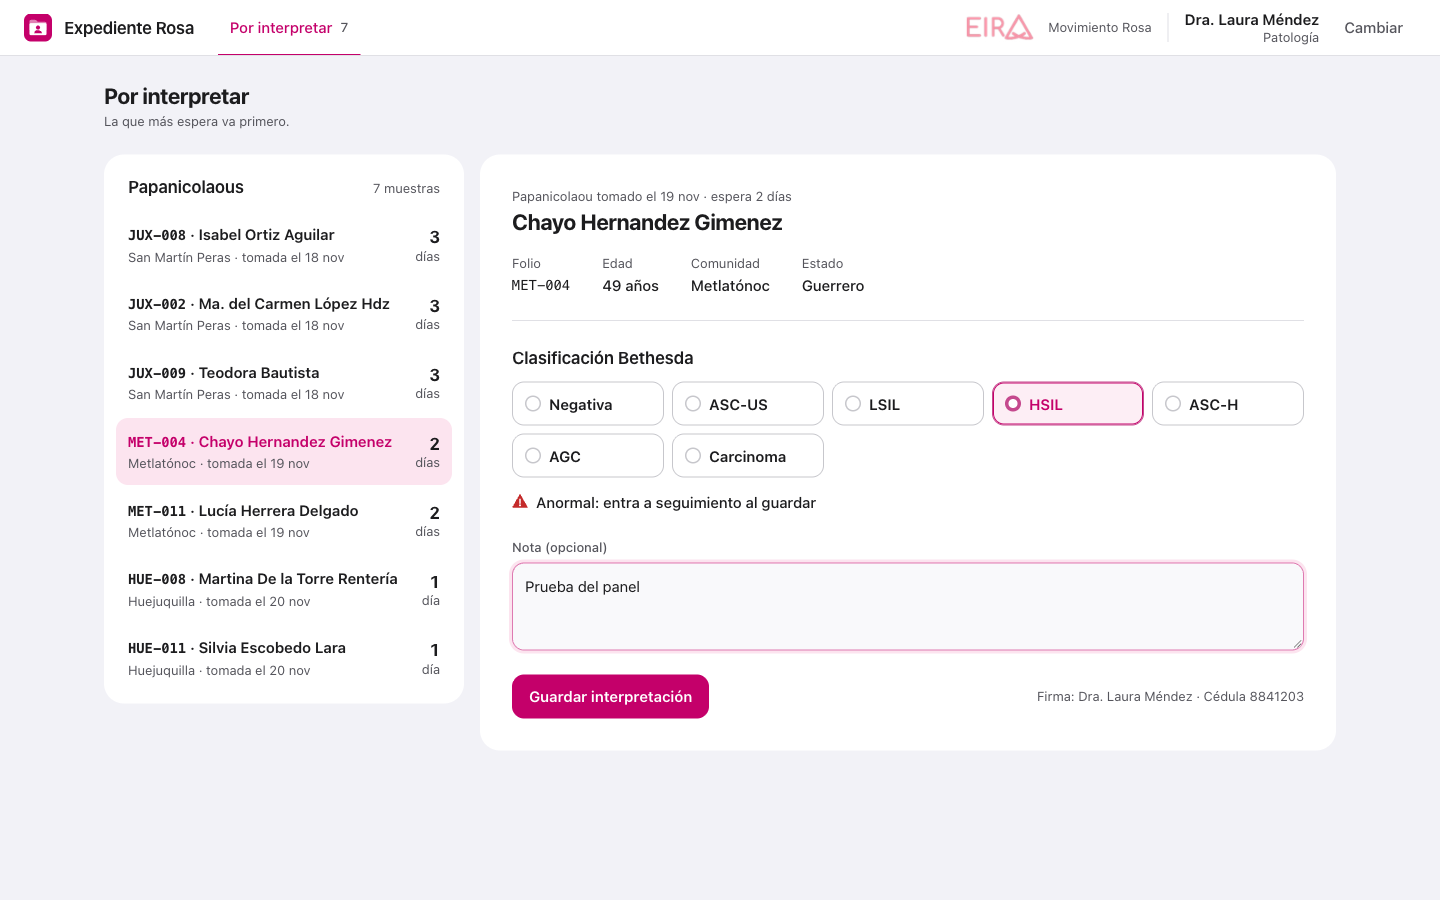 Expediente Rosa
Por interpretar 7
EIRA
Movimiento Rosa
Dra. Laura Méndez
Patología
Cambiar
Por interpretar
La que más espera va primero.
Papanicolaous
7 muestras
JUX-008 · Isabel Ortiz Aguilar
3
San Martín Peras · tomada el 18 nov
días
JUX-002 · Ma. del Carmen López Hdz
3
San Martín Peras · tomada el 18 nov
días
JUX-009 · Teodora Bautista
3
San Martín Peras · tomada el 18 nov
días
MET-004 · Chayo Hernandez Gimenez
2
Metlatónoc · tomada el 19 nov
días
MET-011 · Lucía Herrera Delgado
2
Metlatónoc · tomada el 19 nov
días
HUE-008 · Martina De la Torre Rentería
1
Huejuquilla · tomada el 20 nov
día
HUE-011 · Silvia Escobedo Lara
1
Huejuquilla · tomada el 20 nov
día
Papanicolaou tomado el 19 nov · espera 2 días
Chayo Hernandez Gimenez
Folio Edad Comunidad Estado
MET-004 49 años Metlatónoc Guerrero
Clasificación Bethesda
Negativa ASC-US LSIL HSIL ASC-H
AGC Carcinoma
Anormal: entra a seguimiento al guardar
Nota (opcional)
Prueba del panel
Guardar interpretación
Firma: Dra. Laura Méndez · Cédula 8841203